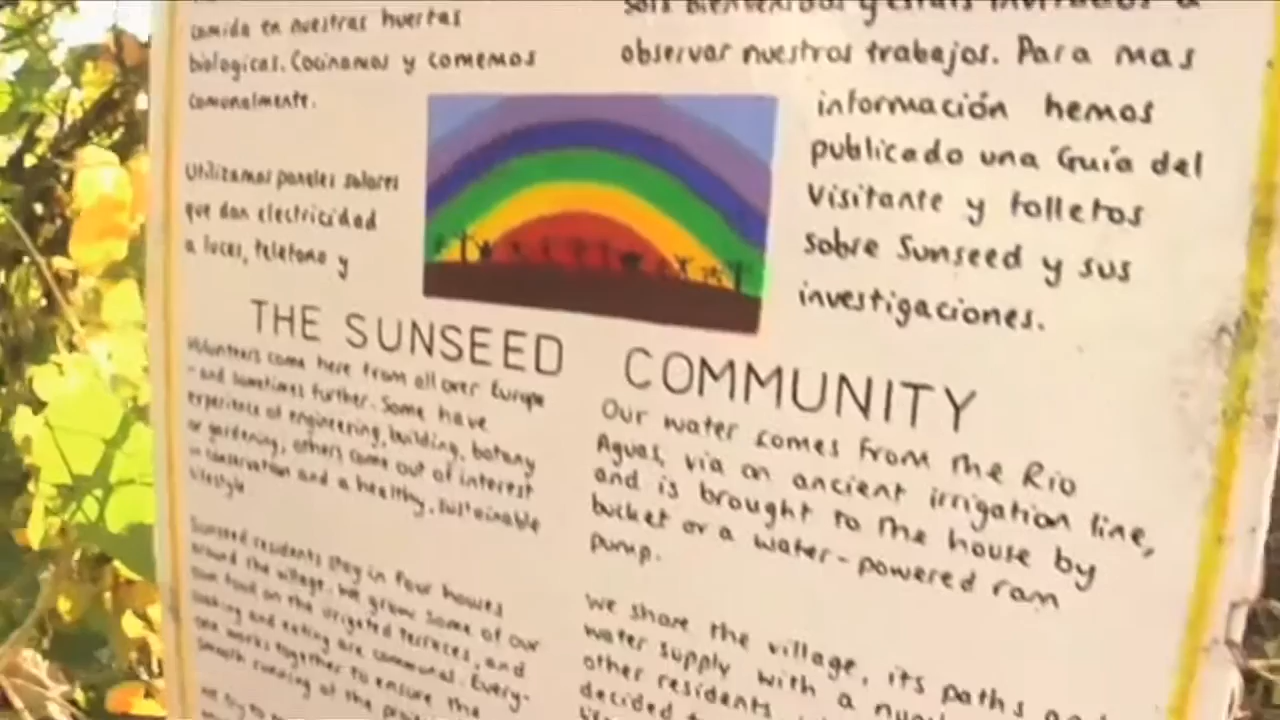 comida en nuestras huertas
biologicas. Cocinamos y comemos
comunalmente.
Utilizamos paneles solares
que dan electricidad
a luces, telefono y
sois bienvenidos y estais invitados a
observar nuestros trabajos. Para mas
información hemos
publicado una Guía del
Visitante y folletos
sobre Sunseed y sus
investigaciones.
THE SUNSEED COMMUNITY
Volunteers come here from all over Europe
- and sometimes further. Some have
experience of engineering, building, botany
or gardening, others come out of interest
in conservation and a healthy, sustainable
lifestyle
Sunseed residents stay in four houses
around the village. We grow some of our
own food on the irrigated terraces, and
cooking and eating are communal. Every-
one works together to ensure the
smooth running of the
we try to
Our water comes from the Rio
Aguas, via an ancient irrigation line,
and is brought to the house by
bucket or a water-powered ram
pump.
We share the village, its paths
water supply with a
other residents
decided